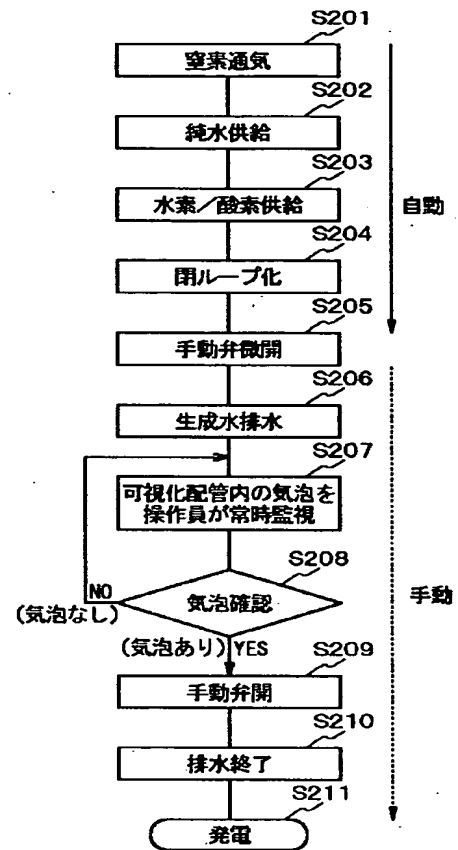 S201
窒素通気
S202
純水供給
S203
水素／酸素供給
自動
S204
閉ループ化
S205
手動弁微開
S206
生成水排水
S207
可視化配管内の気泡を
操作員が常時監視
S208
気泡確認
NO
(気泡なし)
手動
(気泡あり) YES
S209
手動弁開
S210
排水終了
S211
発電